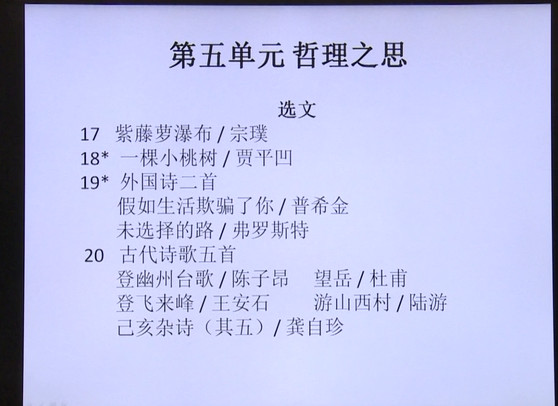 第五单元 哲理之思
选文
17 紫藤萝瀑布 / 宗璞
18* 一棵小桃树 / 贾平凹
19* 外国诗二首
假如生活欺骗了你 / 普希金
未选择的路 / 弗罗斯特
20 古代诗歌五首
登幽州台歌 / 陈子昂 望岳 / 杜甫
登飞来峰 / 王安石 游山西村 / 陆游
己亥杂诗（其五）/ 龚自珍